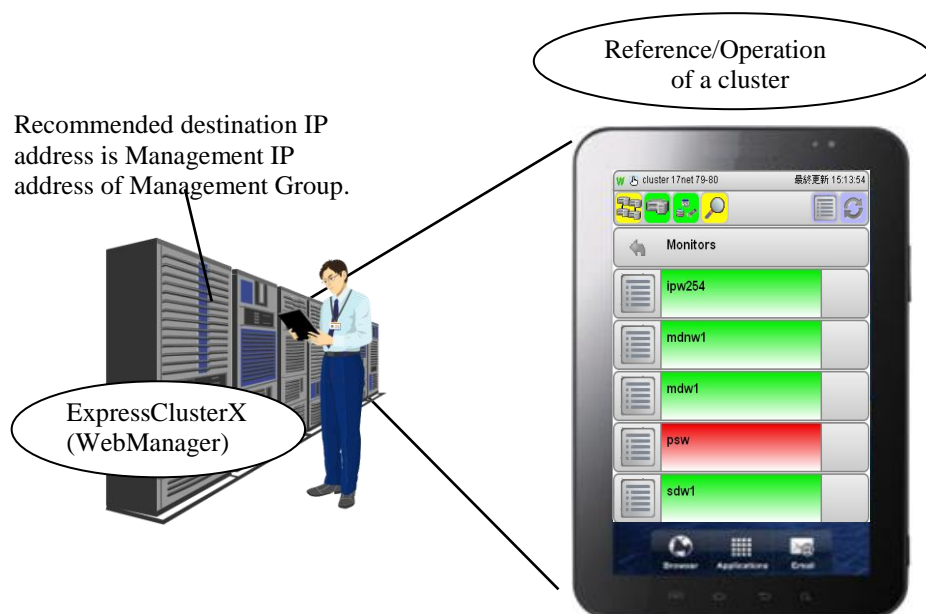 Reference/Operation
of a cluster
Recommended destination IP
address is Management IP
address of Management Group.
ExpressClusterX
(WebManager)
W cluster 17net 79-80 最終更新 15:13:54
Monitors
ipw254
mdnw1
mdw1
psw
sdw1
Browser Applications Email